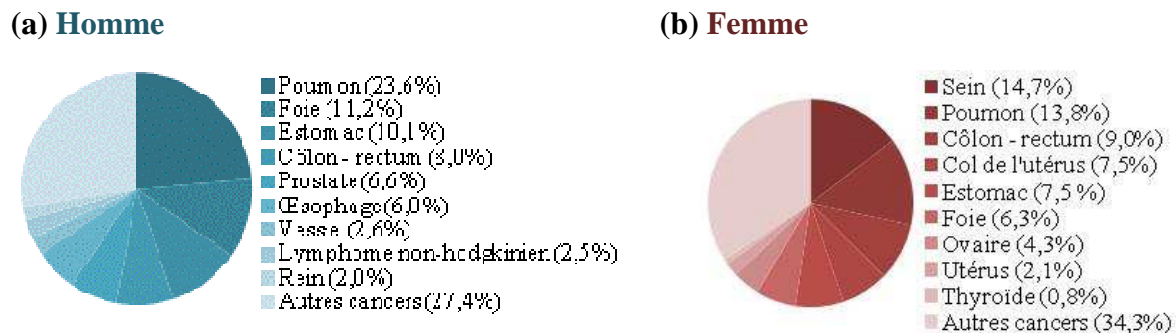 (a) Homme
Poumon (23,6%)
Foie (11,2%)
Estomac (10,1%)
Côlon - rectum (8,0%)
Prostate (6,6%)
Œsophage (6,0%)
Vessie (2,6%)
Lymphome non-hodgkinien (2,5%)
Rein (2,0%)
Autres cancers (27,4%)
(b) Femme
Sein (14,7%)
Poumon (13,8%)
Côlon - rectum (9,0%)
Col de l'utérus (7,5%)
Estomac (7,5 %)
Foie (6,3%)
Ovaire (4,3%)
Utérus (2,1%)
Thyroïde (0,8%)
Autres cancers (34,3%)